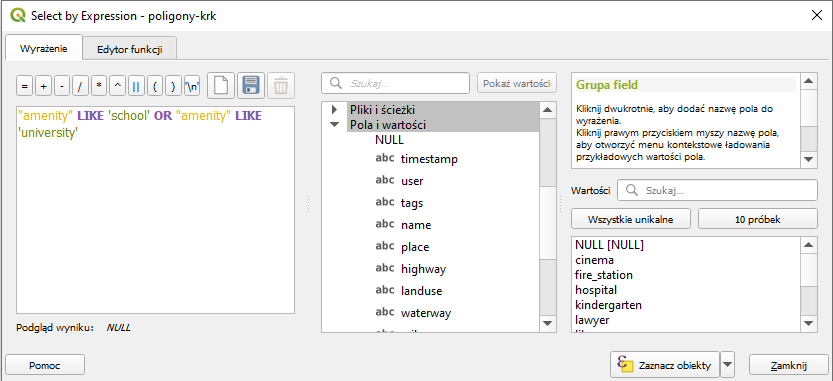 Select by Expression - poligony-krk
Wyrażenie
Edytor funkcji
= + - / * ^ || ( ) '\n'
"amenity" LIKE 'school' OR "amenity" LIKE
'university'
Podgląd wyniku: NULL
Pomoc
Szukaj...
Pokaż wartości
Pliki i ścieżki
Pola i wartości
NULL
abc timestamp
abc user
abc tags
abc name
abc place
abc highway
abc landuse
abc waterway
Grupa field
Kliknij dwukrotnie, aby dodać nazwę pola do
wyrażenia.
Kliknij prawym przyciskiem myszy nazwę pola,
aby otworzyć menu kontekstowe ładowania
przykładowych wartości pola.
Wartości
Szukaj...
Wszystkie unikalne
10 próbek
NULL [NULL]
cinema
fire_station
hospital
kindergarten
lawyer
Zaznacz obiekty
Zamknij